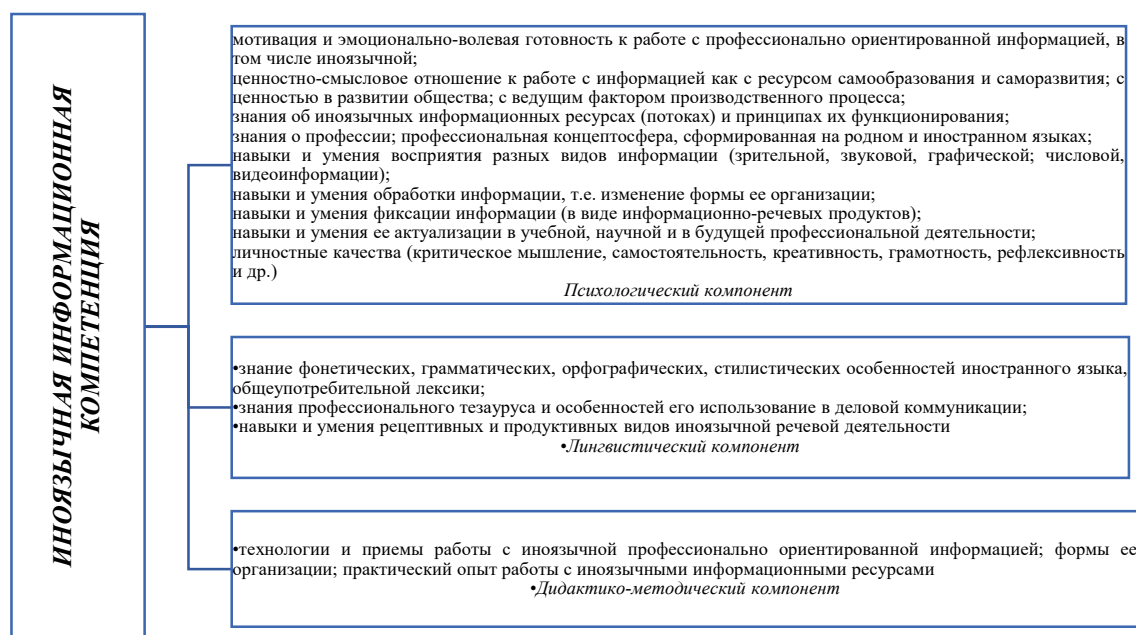 ИНОЯЗЫЧНАЯ ИНФОРМАЦИОННАЯ
КОМПЕТЕНЦИЯ
мотивация и эмоционально-волевая готовность к работе с профессионально ориентированной информацией, в
том числе иноязычной;
ценностно-смысловое отношение к работе с информацией как с ресурсом самообразования и саморазвития; с
ценностью в развитии общества; с ведущим фактором производственного процесса;
знания об иноязычных информационных ресурсах (потоках) и принципах их функционирования;
знания о профессии; профессиональная концептосфера, сформированная на родном и иностранном языках;
навыки и умения восприятия разных видов информации (зрительной, звуковой, графической; числовой,
видеоинформации);
навыки и умения обработки информации, т.е. изменение формы ее организации;
навыки и умения фиксации информации (в виде информационно-речевых продуктов);
навыки и умения ее актуализации в учебной, научной и в будущей профессиональной деятельности;
личностные качества (критическое мышление, самостоятельность, креативность, грамотность, рефлексивность
и др.)
Психологический компонент
•знание фонетических, грамматических, орфографических, стилистических особенностей иностранного языка,
общеупотребительной лексики;
•знания профессионального тезауруса и особенностей его использование в деловой коммуникации;
•навыки и умения рецептивных и продуктивных видов иноязычной речевой деятельности
•Лингвистический компонент
•технологии и приемы работы с иноязычной профессионально ориентированной информацией; формы ее
организации; практический опыт работы с иноязычными информационными ресурсами
•Дидактико-методический компонент